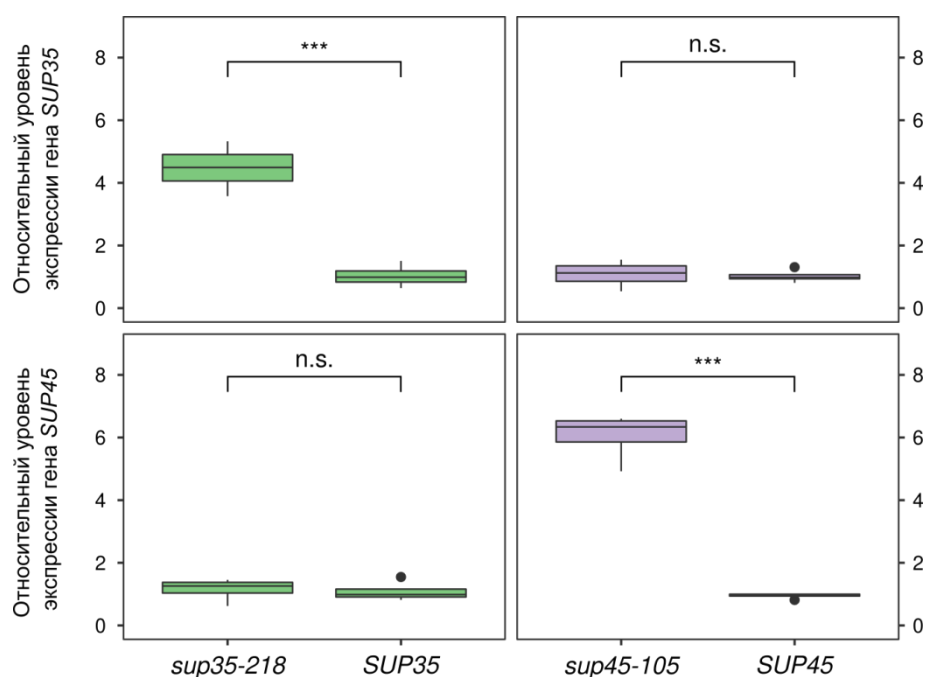 Относительный уровень
экспрессии гена SUP35
***
n.s.
8
6
4
2
0
8
6
4
2
0
Относительный уровень
экспрессии гена SUP45
n.s.
***
8
6
4
2
0
8
6
4
2
0
sup35-218
SUP35
sup45-105
SUP45